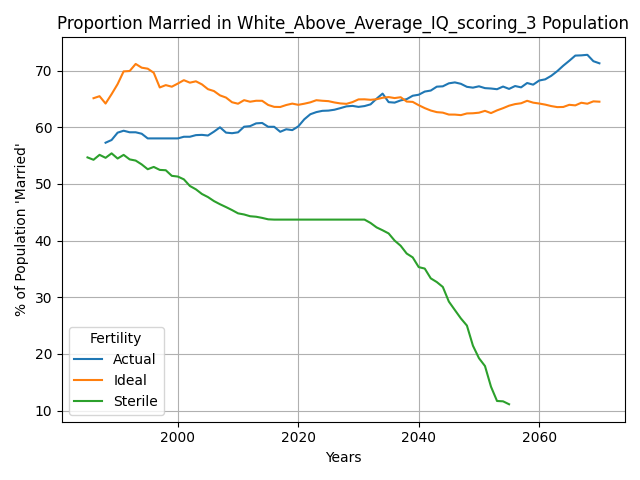 Proportion Married in White_Above_Average_IQ_scoring_3 Population
% of Population 'Married'
70
60
50
40
30
20
10
Fertility
Actual
Ideal
Sterile
2000 2020 2040 2060
Years